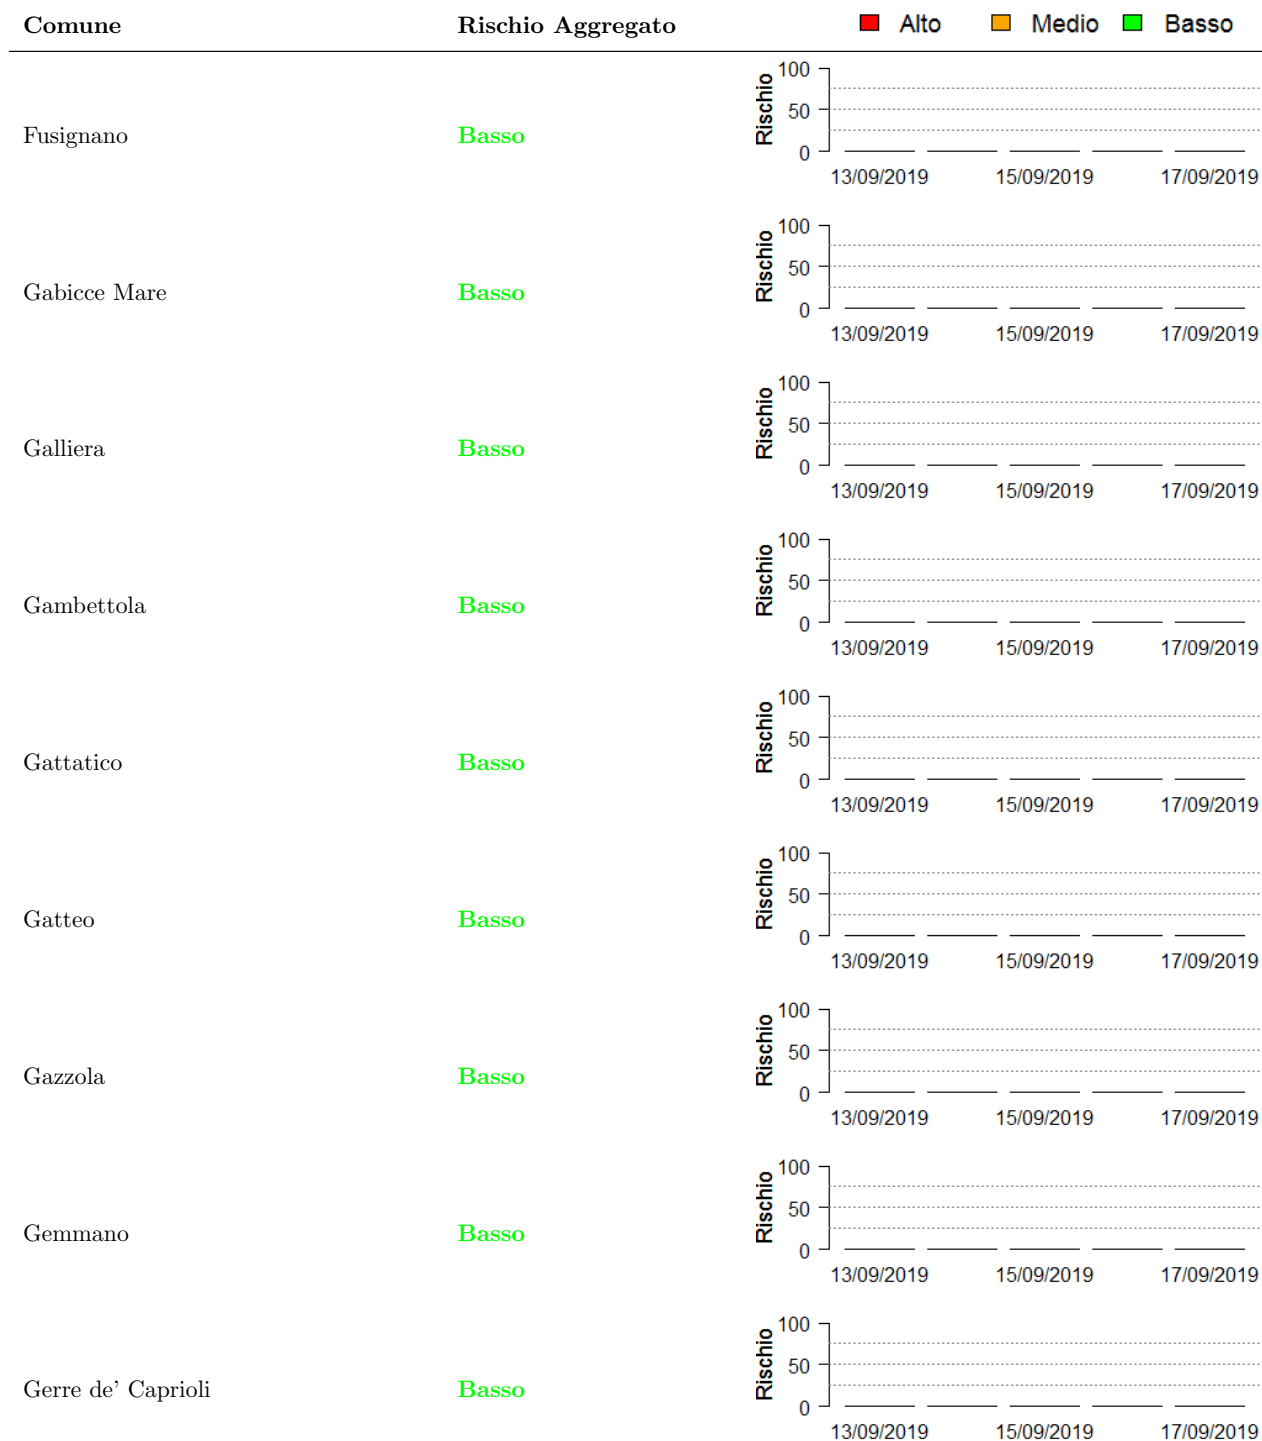 Comune Rischio Aggregato Alto Medio Basso
Fusignano Basso
Rischio
100
50
0
13/09/2019 15/09/2019 17/09/2019
Gabicce Mare Basso
Rischio
100
50
0
13/09/2019 15/09/2019 17/09/2019
Galliera Basso
Rischio
100
50
0
13/09/2019 15/09/2019 17/09/2019
Gambettola Basso
Rischio
100
50
0
13/09/2019 15/09/2019 17/09/2019
Gattatico Basso
Rischio
100
50
0
13/09/2019 15/09/2019 17/09/2019
Gatteo Basso
Rischio
100
50
0
13/09/2019 15/09/2019 17/09/2019
Gazzola Basso
Rischio
100
50
0
13/09/2019 15/09/2019 17/09/2019
Gemmano Basso
Rischio
100
50
0
13/09/2019 15/09/2019 17/09/2019
Gerre de' Caprioli Basso
Rischio
100
50
0
13/09/2019 15/09/2019 17/09/2019